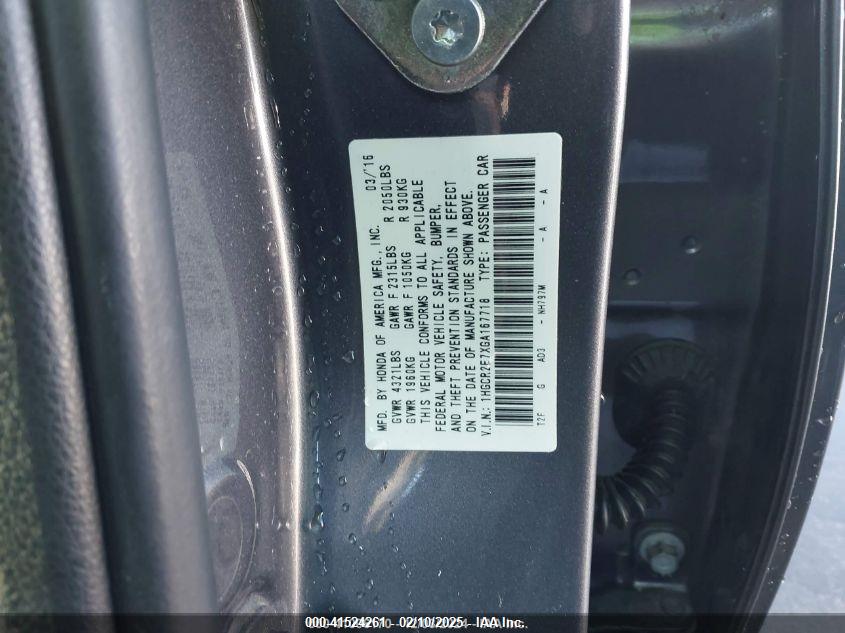 MFD. BY HONDA OF AMERICA MFG., INC. 03/'16
GVWR 4321LBS GAWR F 2315LBS R 2050LBS
GVWR 1960KG GAWR F 1050KG R 930KG
THIS VEHICLE CONFORMS TO ALL APPLICABLE
FEDERAL MOTOR VEHICLE SAFETY, BUMPER,
AND THEFT PREVENTION STANDARDS IN EFFECT
ON THE DATE OF MANUFACTURE SHOWN ABOVE.
V.I.N.: 1HGCR2F7XGA167718 TYPE: PASSENGER CAR
T2F G AD3 - NH797M - A - A
000-41524261 02/10/2025 IAA Inc.